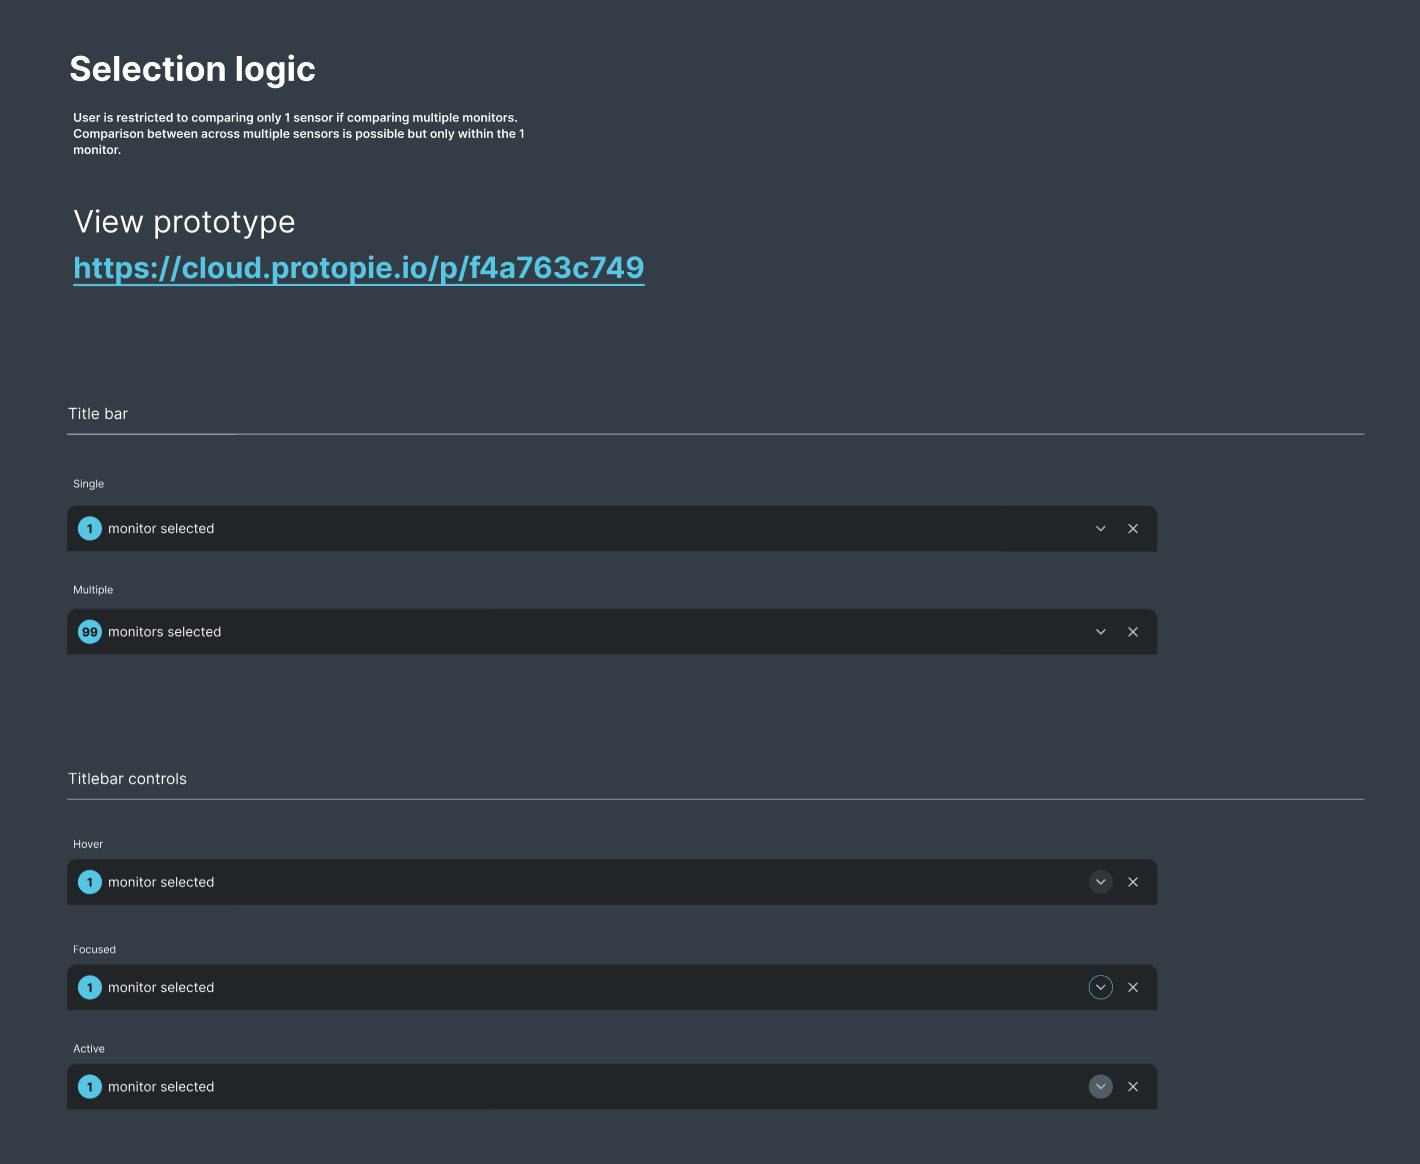 Selection logic
User is restricted to comparing only 1 sensor if comparing multiple monitors.
Comparison between across multiple sensors is possible but only within the 1
monitor.
View prototype
https://cloud.protopie.io/p/f4a763c749
Title bar
Single
1 monitor selected
Multiple
99 monitors selected
Titlebar controls
Hover
1 monitor selected
Focused
1 monitor selected
Active
1 monitor selected